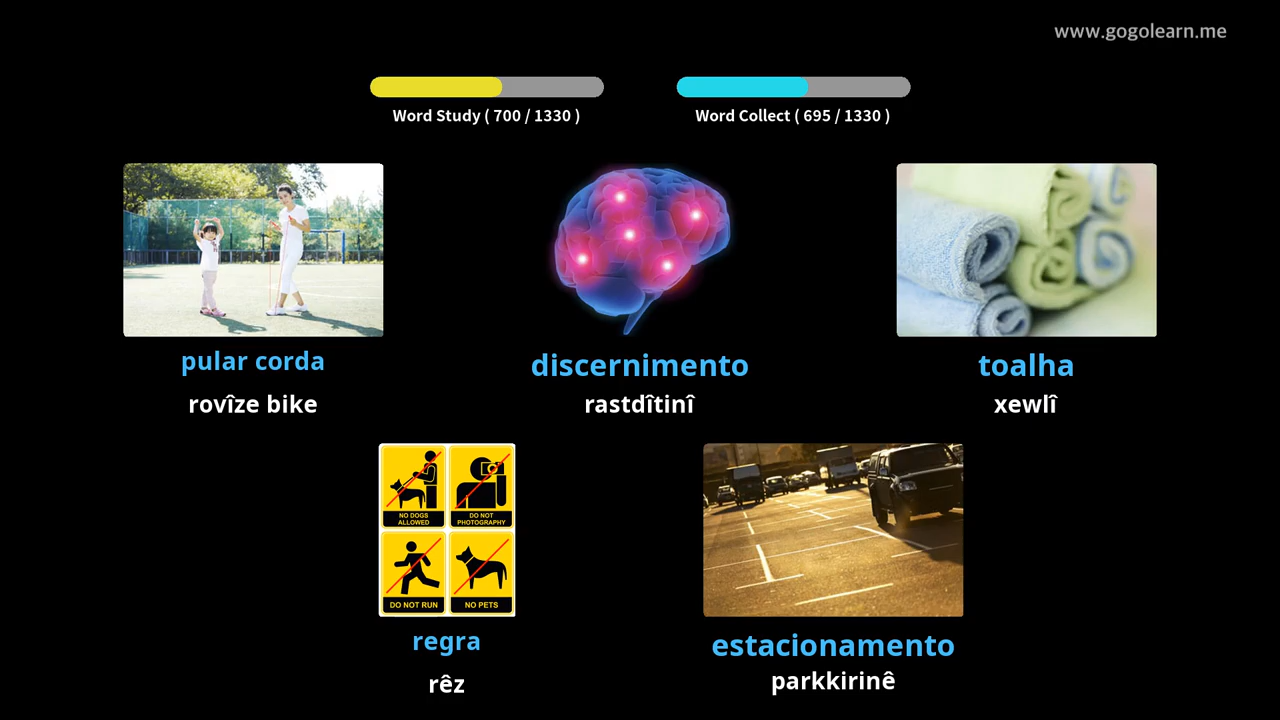 www.gogolearn.me
Word Study ( 700 / 1330 )
Word Collect ( 695 / 1330 )
pular corda
discernimento
toalha
rovîze bike
rastdîtinî
xewlî
NO DOGS
ALLOWED
DO NOT
PHOTOGRAPHY
DO NOT RUN
NO PETS
regra
estacionamento
rêz
parkkirinê